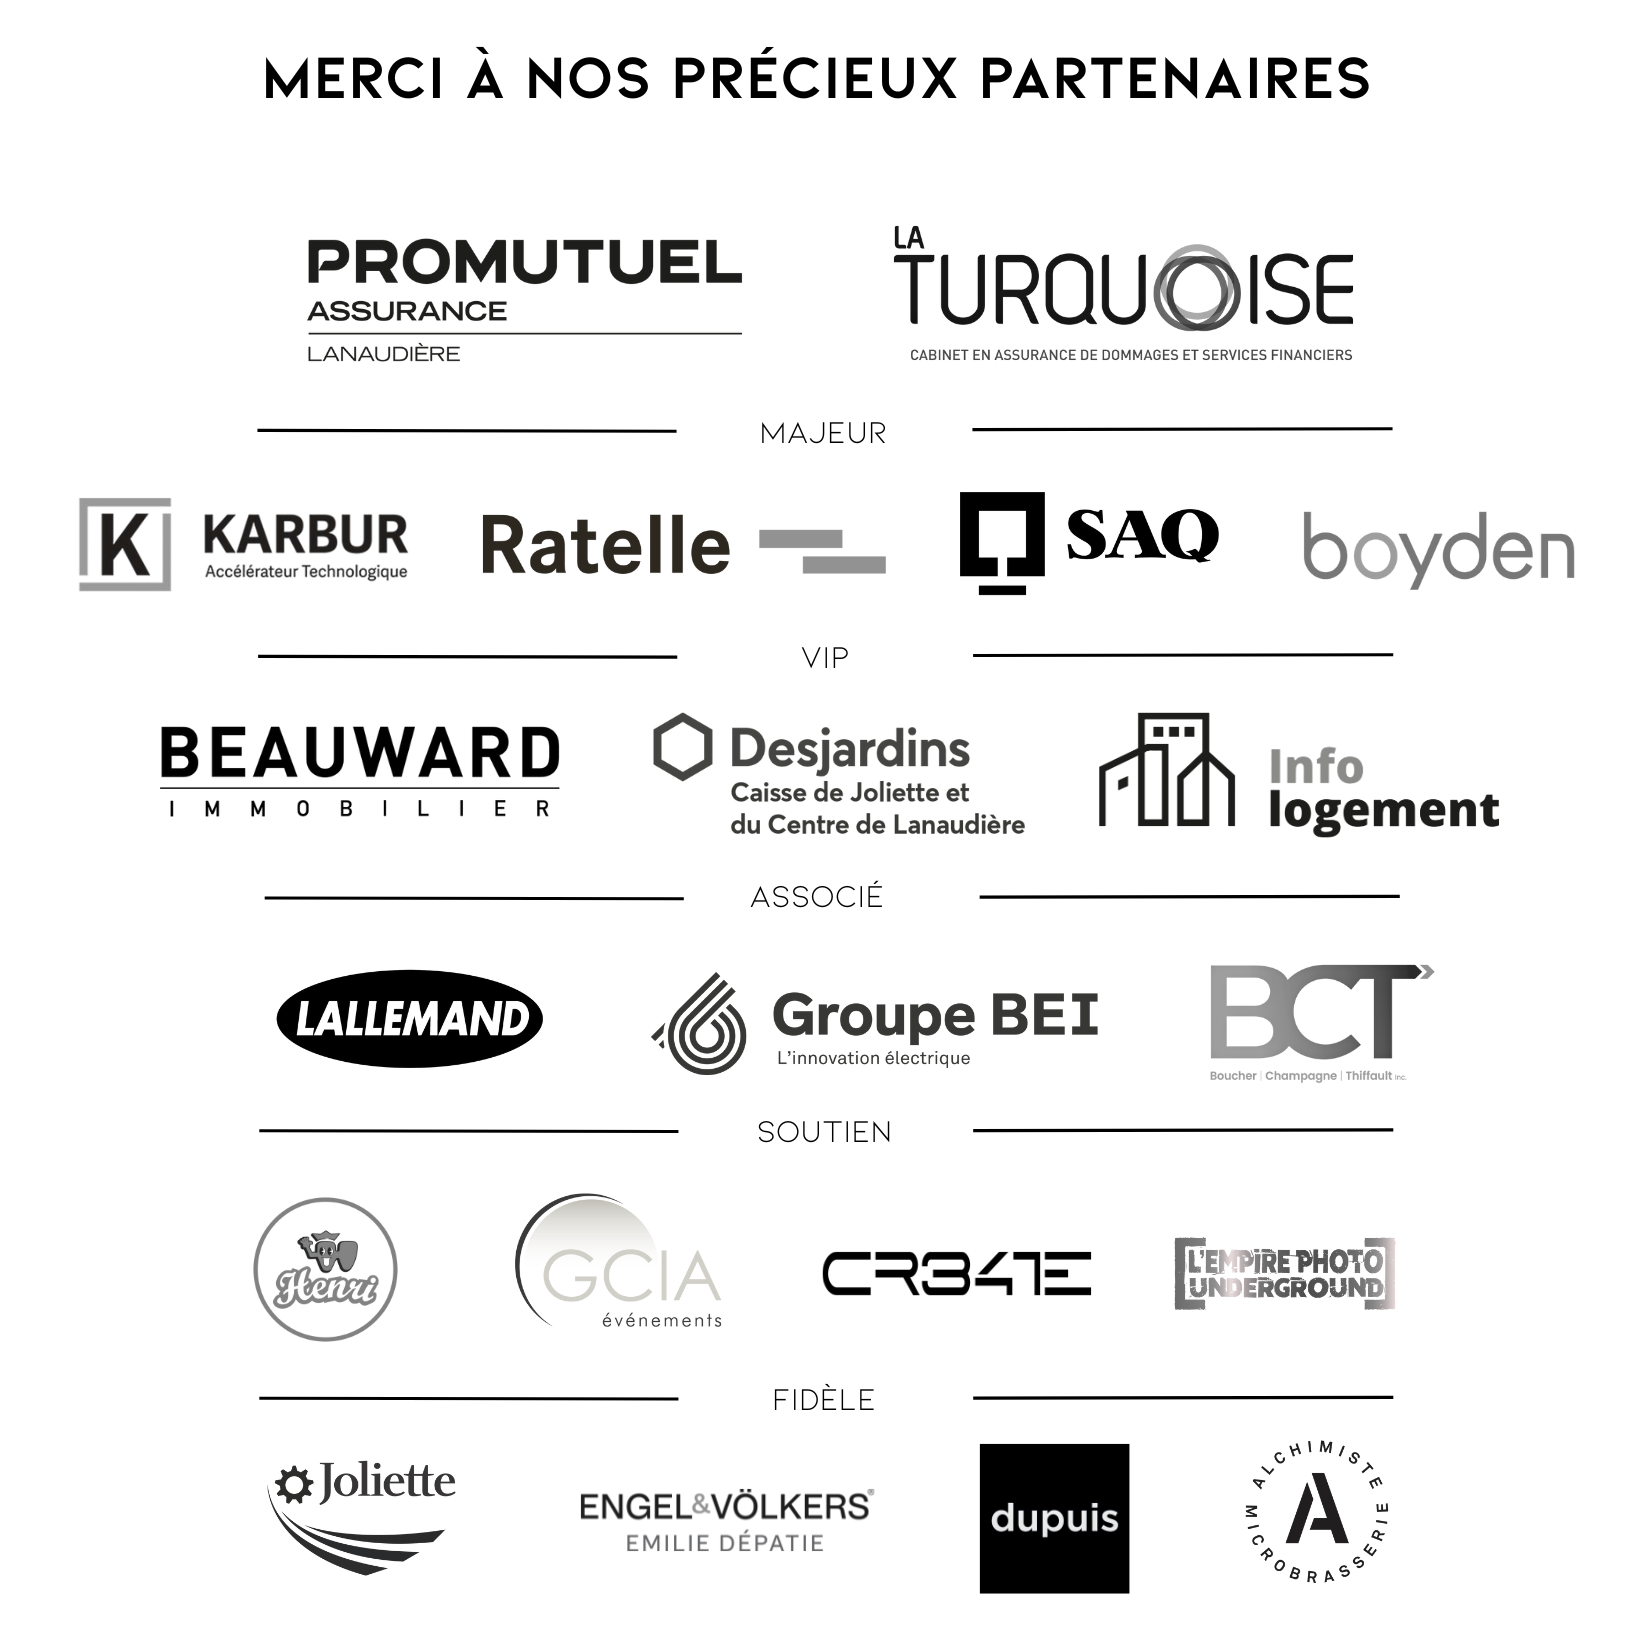 MERCI À NOS PRÉCIEUX PARTENAIRES
PROMUTUEL
ASSURANCE
LANAUDIÈRE
LA
TURQUOISE
CABINET EN ASSURANCE DE DOMMAGES ET SERVICES FINANCIERS
MAJEUR
K
KARBUR
Accélérateur Technologique
Ratelle
SAQ
boyden
VIP
BEAUWARD
IMMOBILIER
Desjardins
Caisse de Joliette et
du Centre de Lanaudière
Info
logement
ASSOCIÉ
LALLEMAND
Groupe BEI
L'innovation électrique
BCT
Boucher | Champagne | Thiffault inc.
SOUTIEN
Henri
GCIA
événements
CR34TE
L'EMPIRE PHOTO
UNDERGROUND
FIDÈLE
Joliette
ENGEL&VÖLKERS®
EMILIE DÉPATIE
dupuis
ALCHIMISTE
A
MICROBRASSERIE